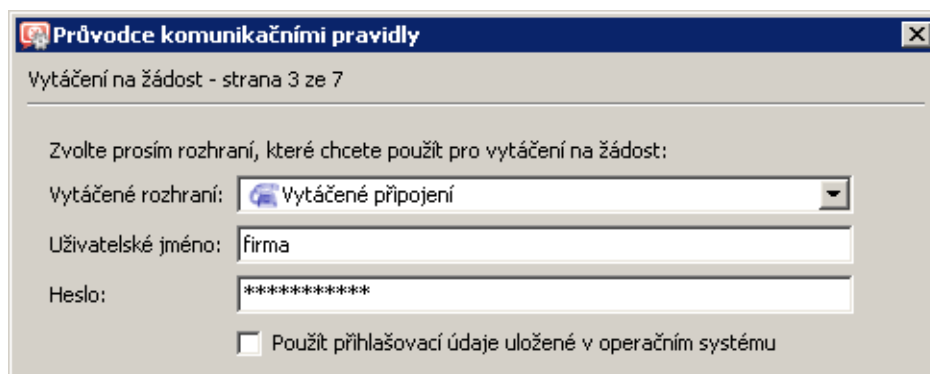 Průvodce komunikačními pravidly
Vytáčení na žádost - strana 3 ze 7
Zvolte prosím rozhraní, které chcete použít pro vytáčení na žádost:
Vytáčené rozhraní: Vytáčené připojení
Uživatelské jméno: firma
Heslo: ***********
Použít přihlašovací údaje uložené v operačním systému